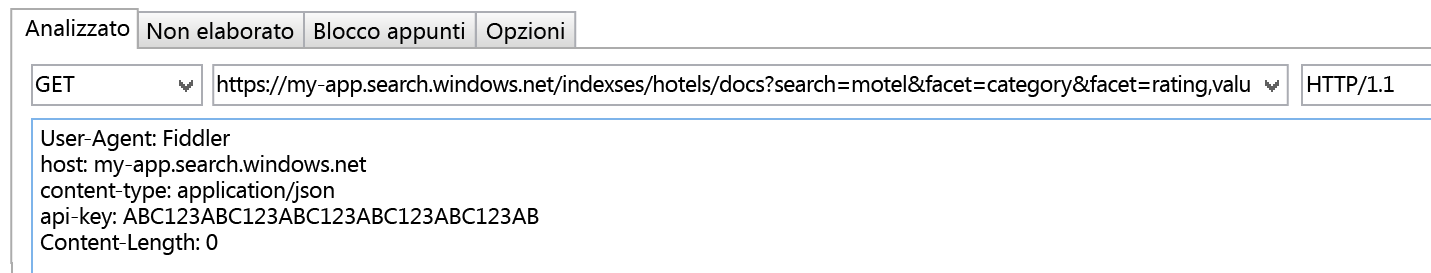 Analizzato Non elaborato Blocco appunti Opzioni
GET https://my-app.search.windows.net/indexses/hotels/docs?search=motel&facet=category&facet=rating,valu HTTP/1.1
User-Agent: Fiddler
host: my-app.search.windows.net
content-type: application/json
api-key: ABC123ABC123ABC123ABC123ABC123AB
Content-Length: 0